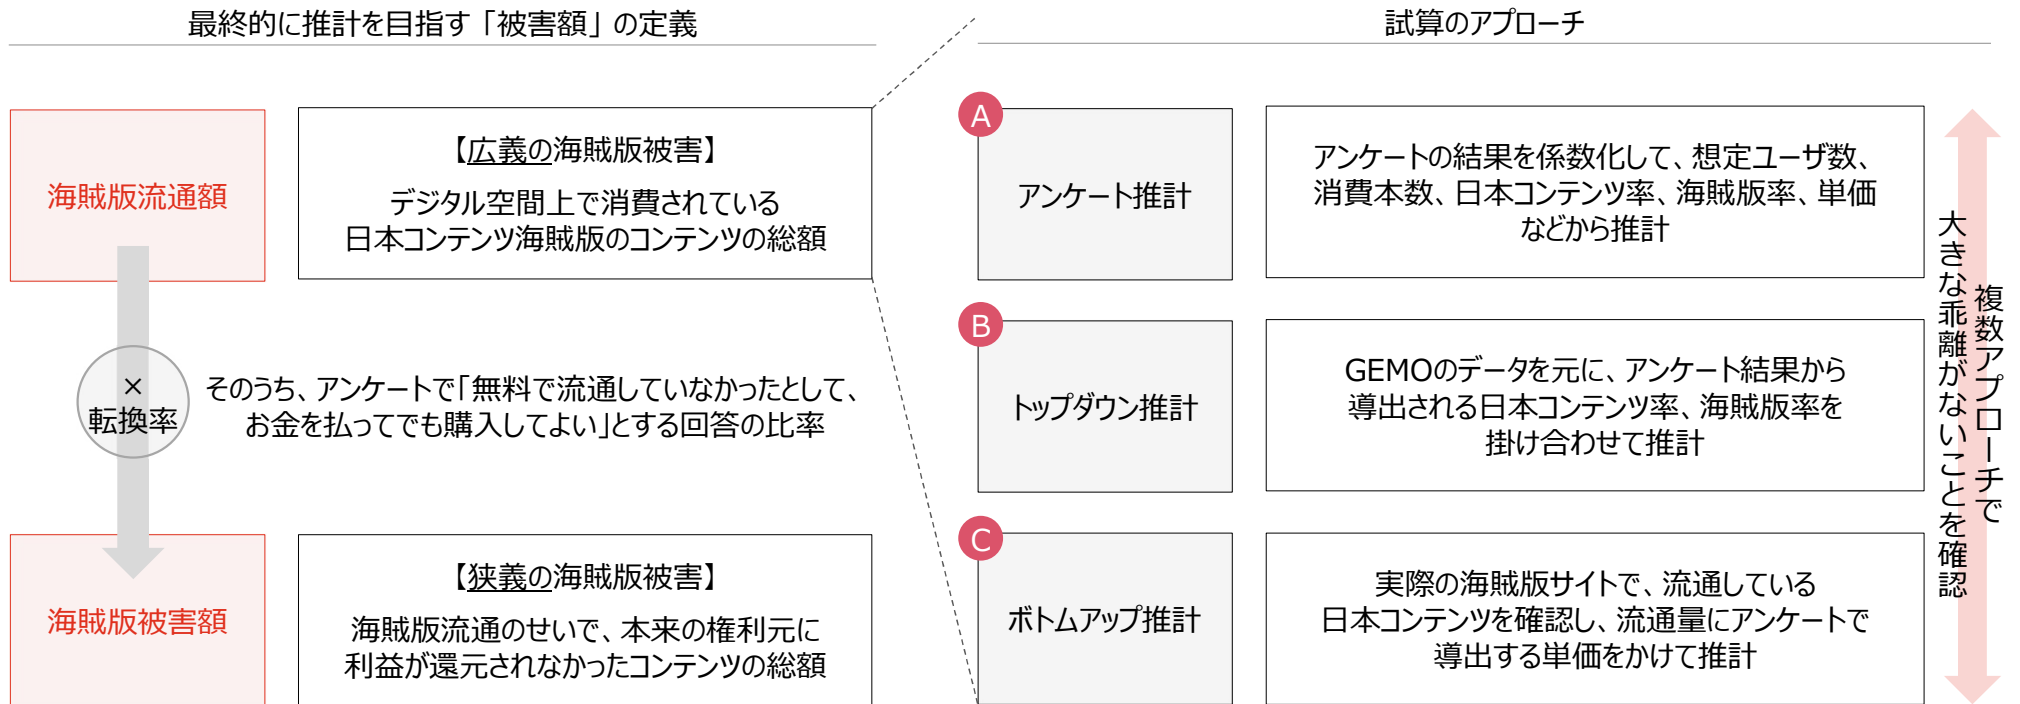 最終的に推計を目指す「被害額」の定義
海賊版流通額
【広義の海賊版被害】
デジタル空間上で消費されている
日本コンテンツ海賊版のコンテンツの総額
×
転換率
そのうち、アンケートで「無料で流通していなかったとして、
お金を払ってでも購入してよい」とする回答の比率
海賊版被害額
【狭義の海賊版被害】
海賊版流通のせいで、本来の権利元に
利益が還元されなかったコンテンツの総額
試算のアプローチ
A
アンケート推計
アンケートの結果を係数化して、想定ユーザ数、
消費本数、日本コンテンツ率、海賊版率、単価
などから推計
B
トップダウン推計
GEMOのデータを元に、アンケート結果から
導出される日本コンテンツ率、海賊版率を
掛け合わせて推計
C
ボトムアップ推計
実際の海賊版サイトで、流通している
日本コンテンツを確認し、流通量にアンケートで
導出する単価をかけて推計
複数アプローチで
大きな乖離がないことを確認